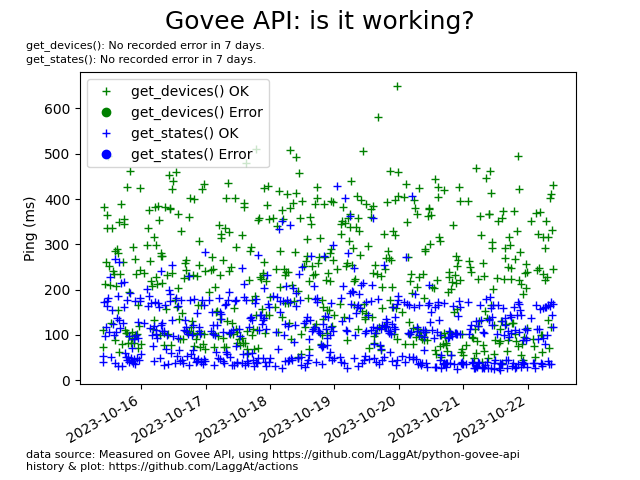 Govee API: is it working?
get_devices(): No recorded error in 7 days.
get_states(): No recorded error in 7 days.
get_devices() OK
get_devices() Error
get_states() OK
get_states() Error
Ping (ms)
600
500
400
300
200
100
0
2023-10-16
2023-10-17
2023-10-18
2023-10-19
2023-10-20
2023-10-21
2023-10-22
data source: Measured on Govee API, using https://github.com/LaggAt/python-govee-api
history & plot: https://github.com/LaggAt/actions